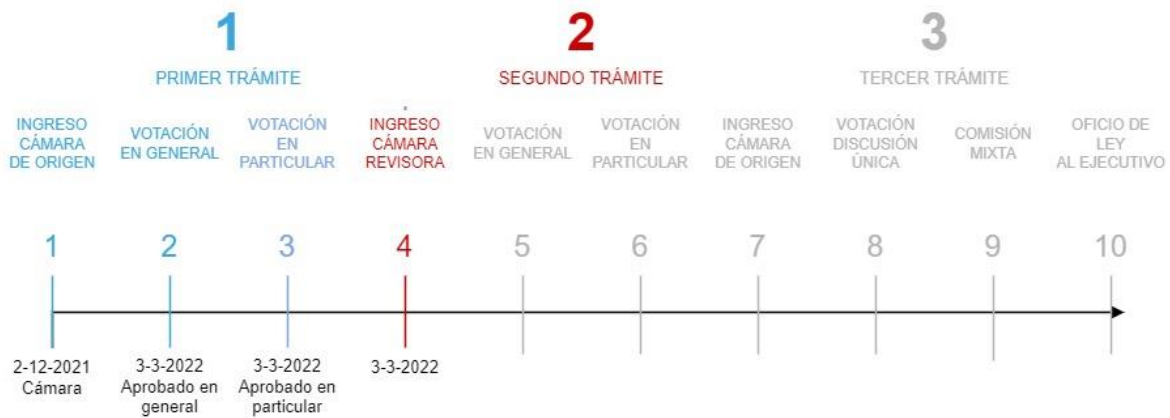 1
PRIMER TRÁMITE
2
SEGUNDO TRÁMITE
3
TERCER TRÁMITE
INGRESO
CÁMARA
DE ORIGEN
VOTACIÓN
EN GENERAL
VOTACIÓN
EN
PARTICULAR
INGRESO
CÁMARA
REVISORA
VOTACIÓN
EN GENERAL
VOTACIÓN
EN
PARTICULAR
INGRESO
CÁMARA
DE ORIGEN
VOTACIÓN
DISCUSIÓN
ÚNICA
COMISIÓN
MIXTA
OFICIO DE
LEY
AL EJECUTIVO
1 2 3 4 5 6 7 8 9 10
2-12-2021
Cámara
3-3-2022
Aprobado en
general
3-3-2022
Aprobado en
particular
3-3-2022